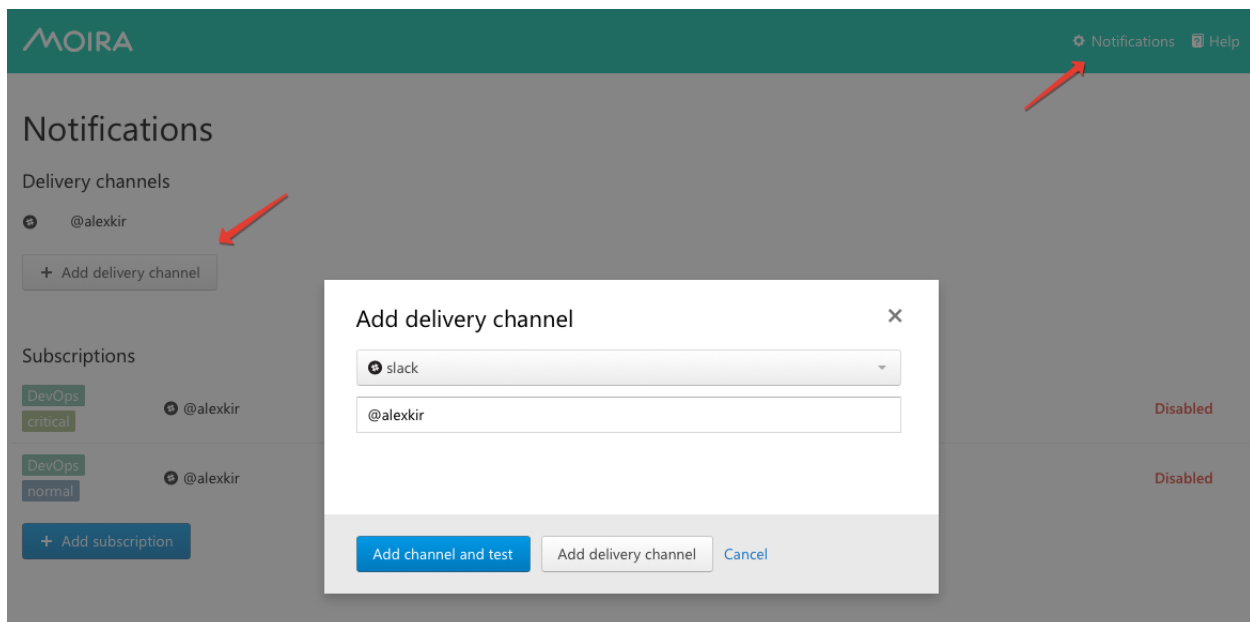 MOIRA
Notifications Help
Notifications
Delivery channels
@alexkir
+ Add delivery channel
Subscriptions
DevOps
critical
@alexkir
Disabled
DevOps
normal
@alexkir
Disabled
+ Add subscription
Add delivery channel
slack
@alexkir
Add channel and test Add delivery channel Cancel